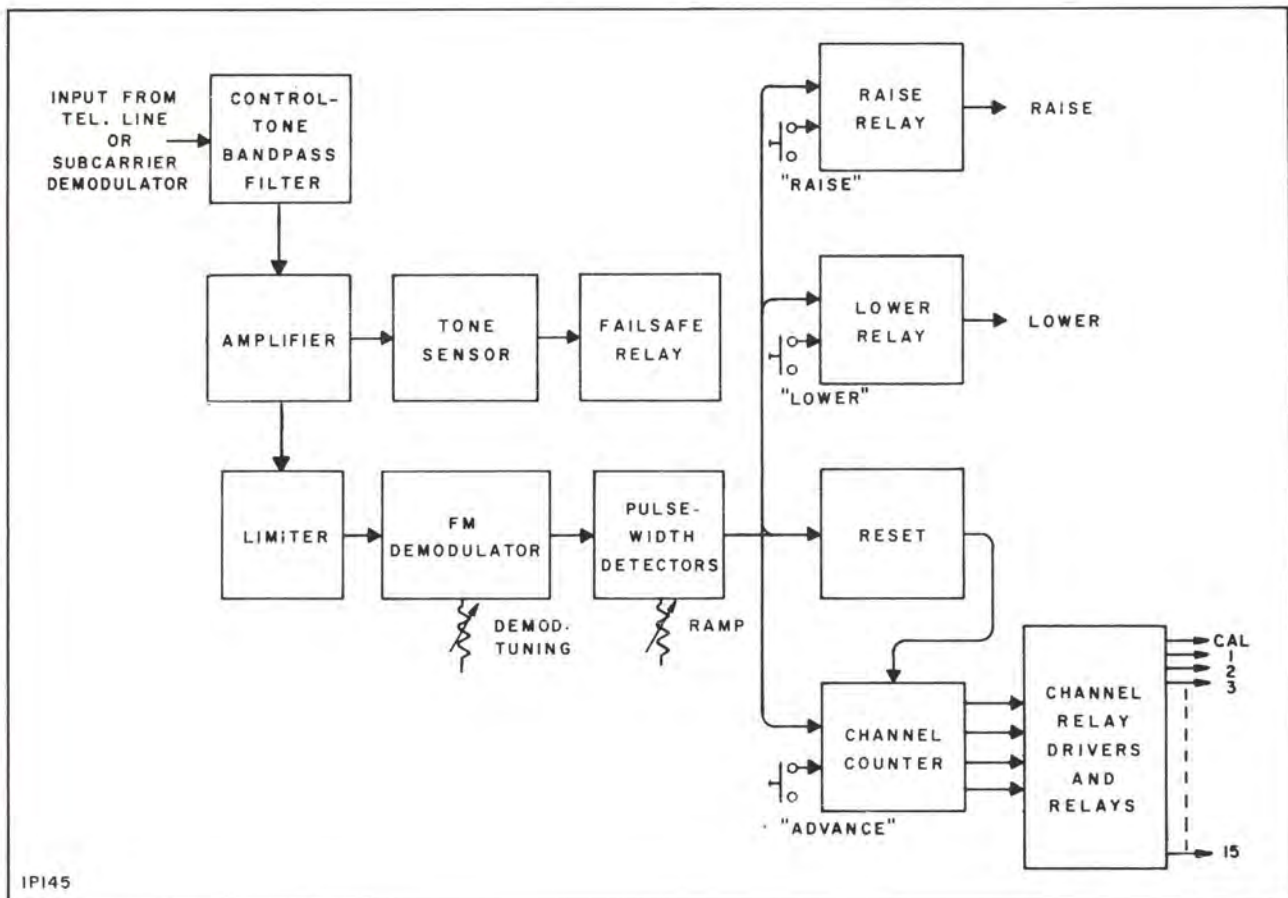 INPUT FROM
TEL. LINE
OR
SUBCARRIER
DEMODULATOR
CONTROL-
TONE
BANDPASS
FILTER
RAISE
RELAY
RAISE
"RAISE"
AMPLIFIER
TONE
SENSOR
FAILSAFE
RELAY
LOWER
RELAY
LOWER
"LOWER"
LIMITER
FM
DEMODULATOR
PULSE-
WIDTH
DETECTORS
RESET
DEMOD-
TUNING
RAMP
CHANNEL
COUNTER
"ADVANCE"
CHANNEL
RELAY
DRIVERS
AND
RELAYS
CAL
1
2
3
15
IP145